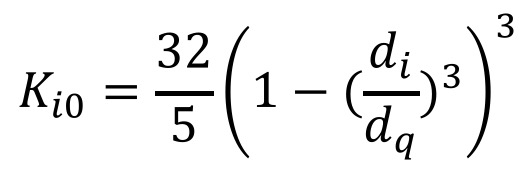 $K_{i0} = \frac{32}{5}\left(1 - (\frac{d_i}{d_q})^3\right)^3$